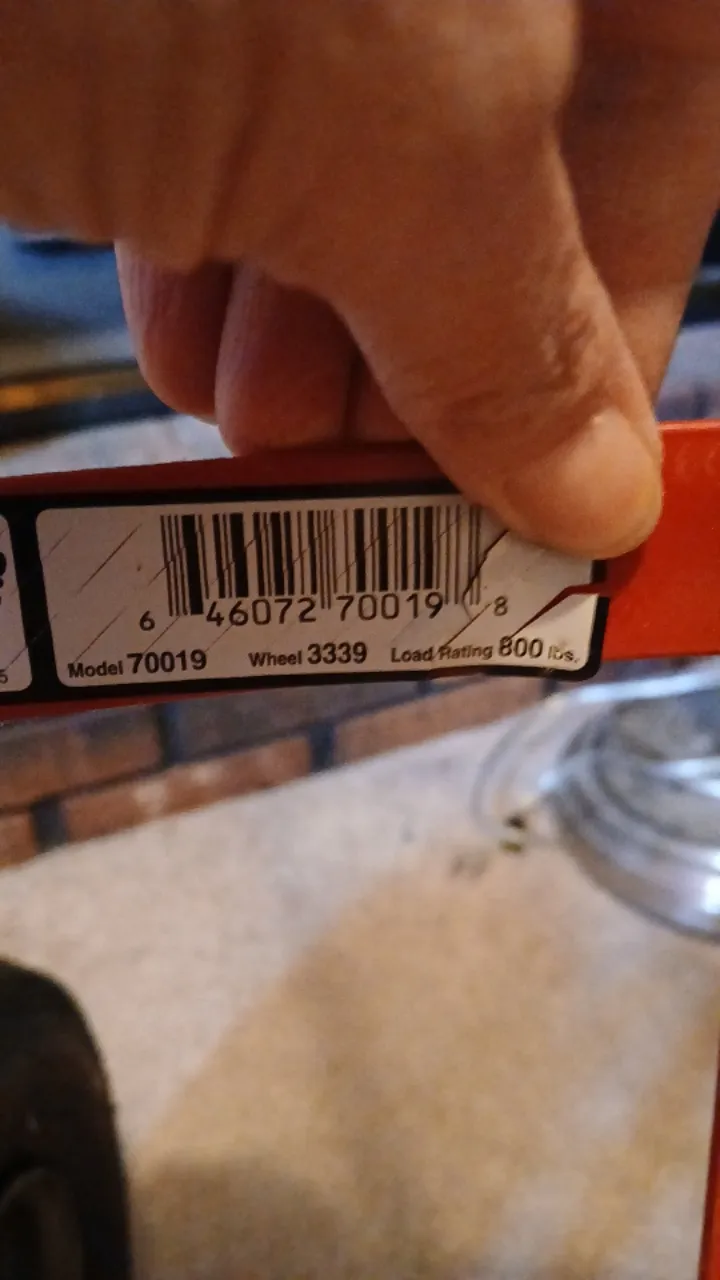 6 46072 70019 8
Model 70019 Wheel 3339 Load Rating 800 lbs.